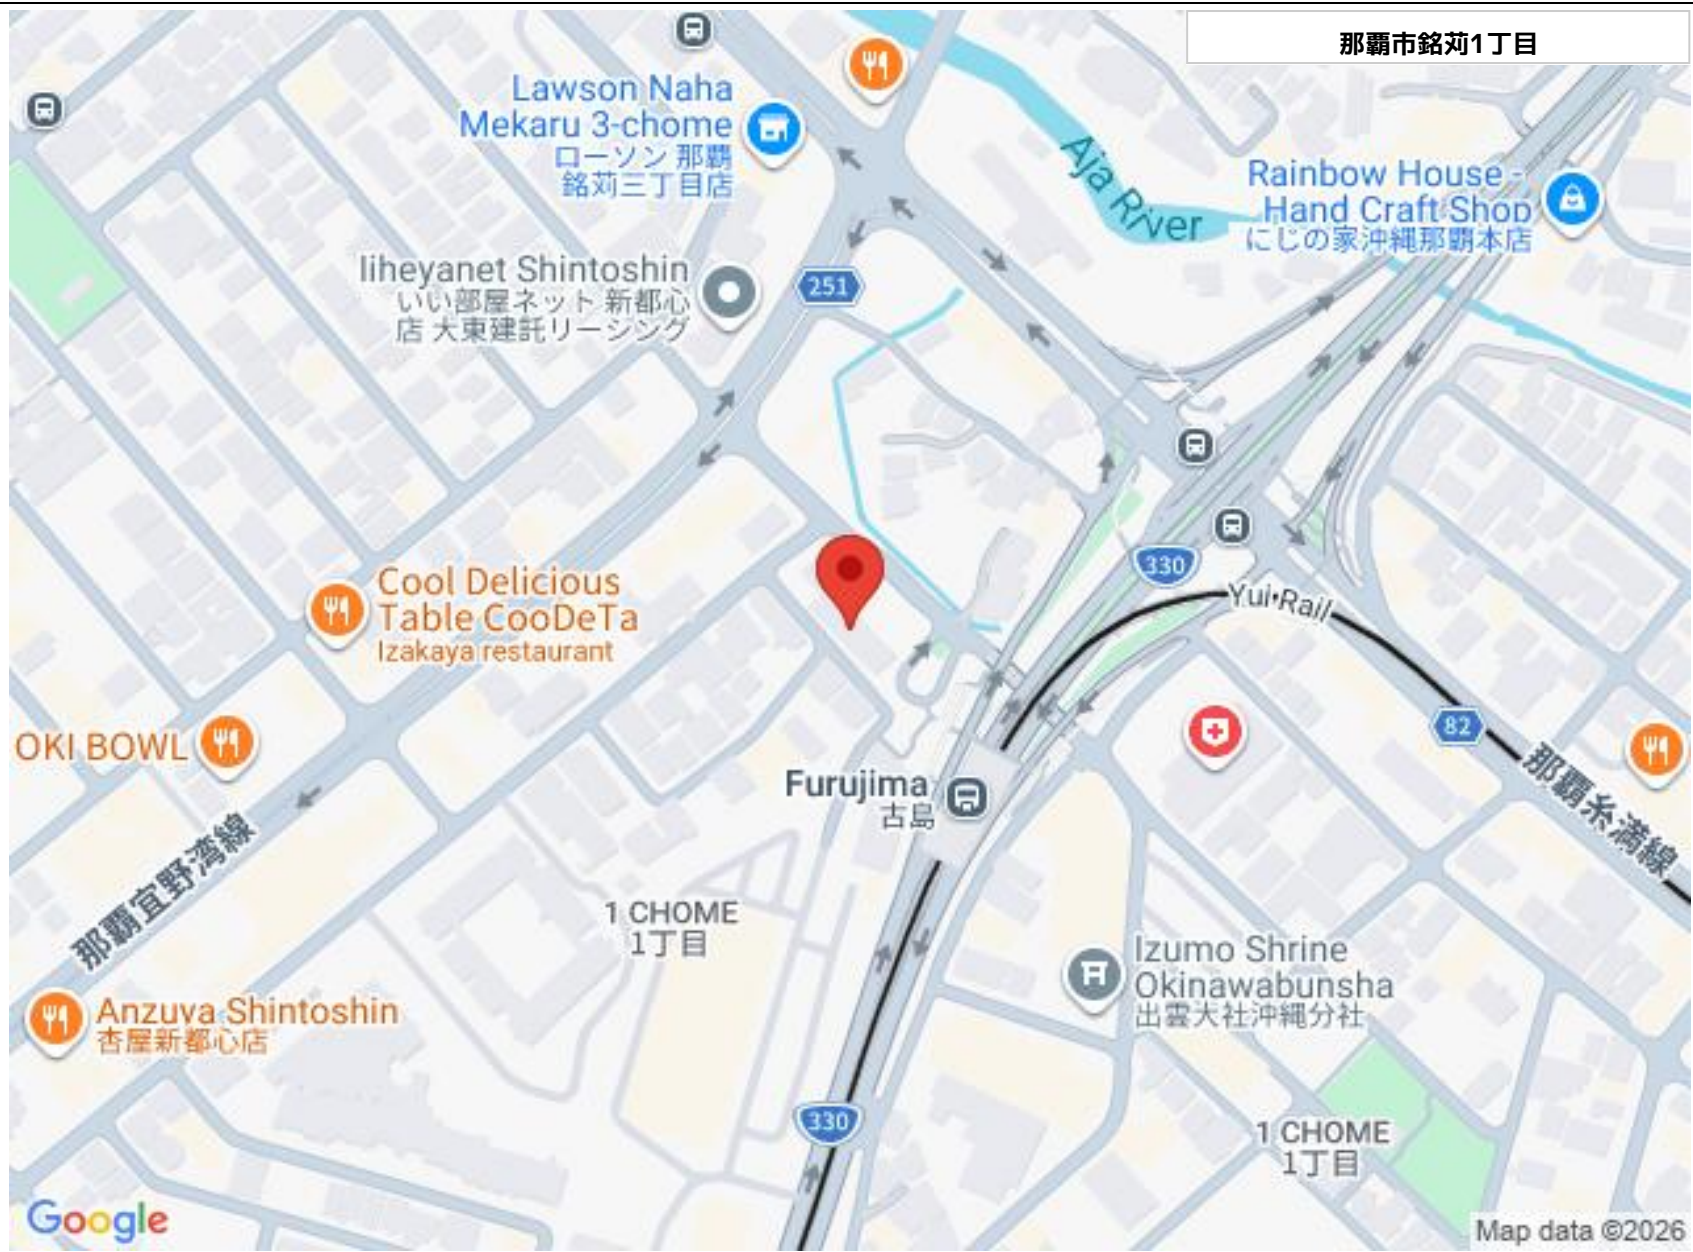 那覇市銘苅1丁目
Lawson Naha
Mekaru 3-chome
ローソン 那覇
銘苅三丁目店
Aja River
Rainbow House -
Hand Craft Shop
にじの家沖縄那覇本店
liheyanet Shintoshin
いい部屋ネット 新都心
店 大東建託リーシング
251
330
Yui Rail
Cool Delicious
Table CooDeTa
Izakaya restaurant
OKI BOWL
82
那覇糸満線
Furujima
古島
那覇宜野湾線
1 CHOME
1丁目
Izumo Shrine
Okinawabunsha
出雲大社沖縄分社
Anzuya Shintoshin
杏屋新都心店
330
1 CHOME
1丁目
Google
Map data ©2026